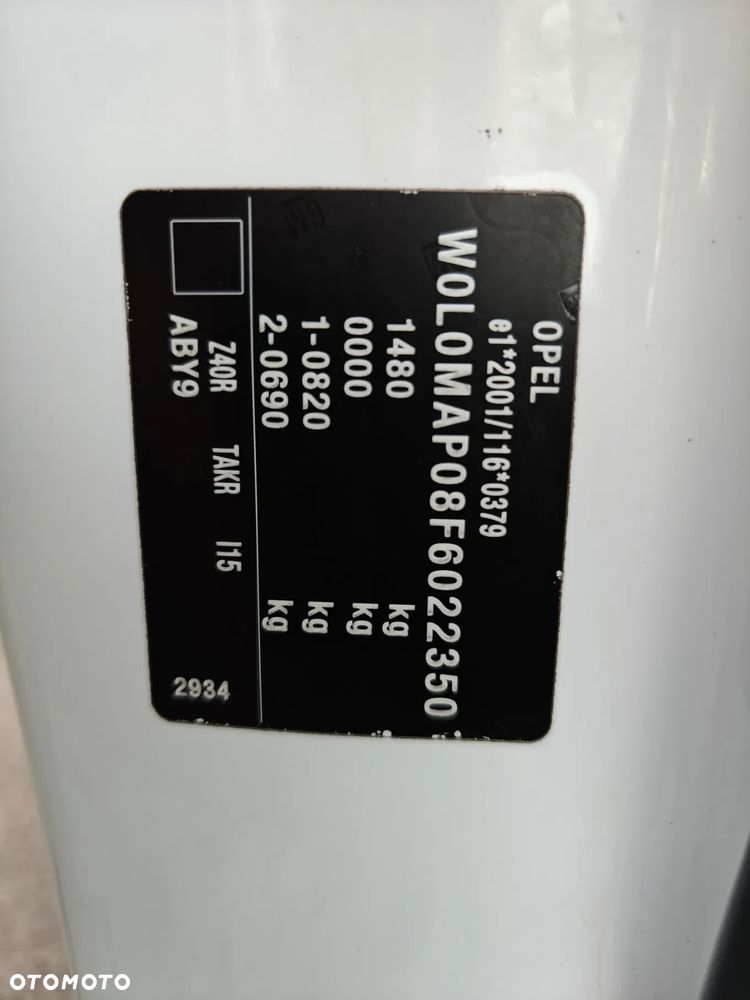 OPEL
e1*2001/116*0379
W0L0MAP08F6022350
1480 kg
0000 kg
1-0820 kg
2-0690 kg
GM
Z40R TAKR I15
ABY9 2934
OTOMOTO